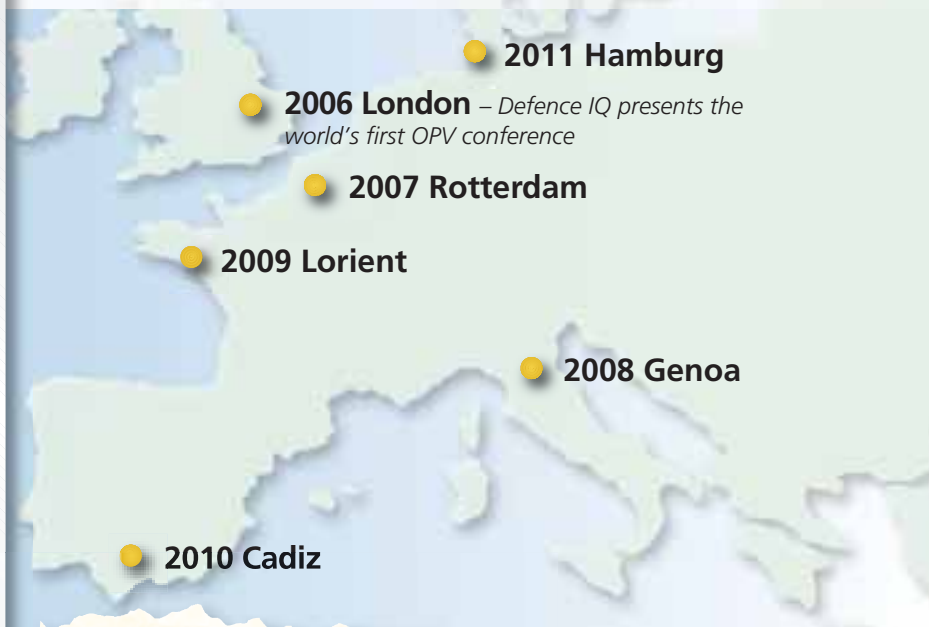 2011 Hamburg
2006 London – Defence IQ presents the
world's first OPV conference
2007 Rotterdam
2009 Lorient
2008 Genoa
2010 Cadiz